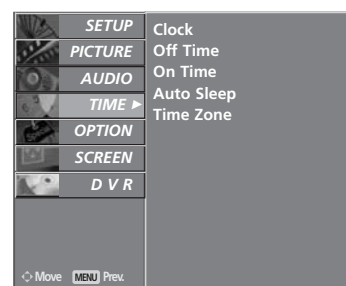 SETUP
PICTURE
AUDIO
TIME ►
OPTION
SCREEN
D V R
Clock
Off Time
On Time
Auto Sleep
Time Zone
Move MENU Prev.